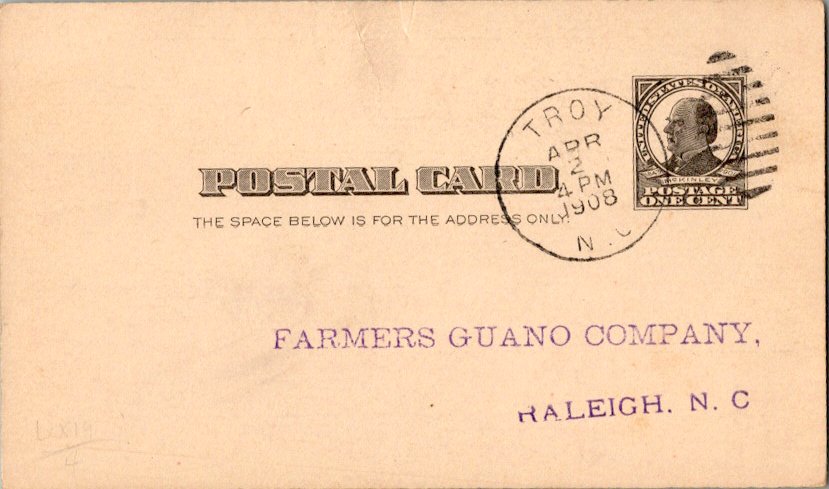 TROY
APR
2
4 PM
1908
N.C
UNITED STATES OF AMERICA
McKINLEY
POSTAGE
ONE CENT
POSTAL CARD
THE SPACE BELOW IS FOR THE ADDRESS ONLY.
FARMERS GUANO COMPANY,
RALEIGH. N. C
4